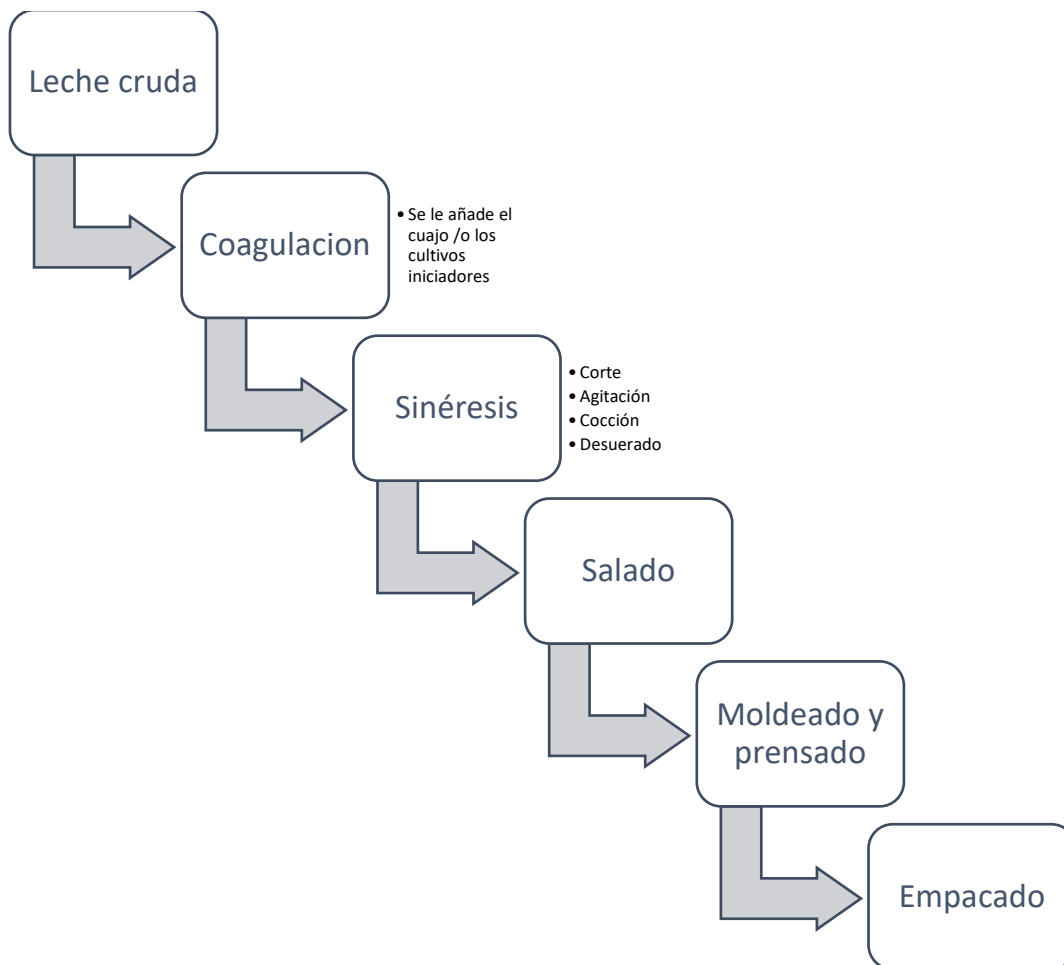 Leche cruda
Coagulacion
• Se le añade el
cuajo /o los
cultivos
iniciadores
Sinéresis
• Corte
• Agitación
• Cocción
• Desuerado
Salado
Moldeado y
prensado
Empacado